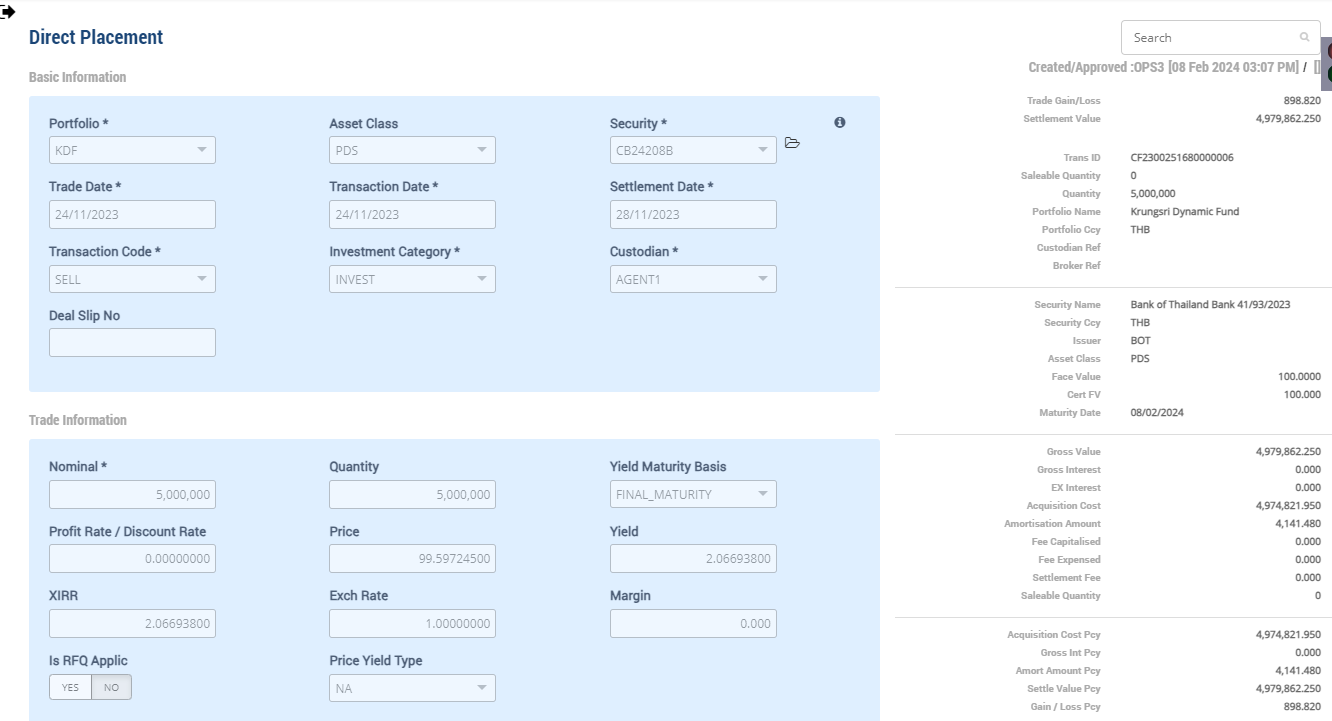 Direct Placement
Search
Basic Information
Created/Approved :OPS3 [08 Feb 2024 03:07 PM] / []
Portfolio *
Asset Class
Security *
KDF
PDS
CB24208B
Trade Date *
Transaction Date *
Settlement Date *
24/11/2023
24/11/2023
28/11/2023
Transaction Code *
Investment Category *
Custodian *
SELL
INVEST
AGENT1
Deal Slip No
Trade Information
Nominal *
Quantity
Yield Maturity Basis
5,000,000
5,000,000
FINAL_MATURITY
Profit Rate / Discount Rate
Price
Yield
0.00000000
99.59724500
2.06693800
XIRR
Exch Rate
Margin
2.06693800
1.00000000
0.000
Is RFQ Applic
Price Yield Type
YES NO
NA
Trade Gain/Loss 898.820
Settlement Value 4,979,862.250
Trans ID CF2300251680000006
Saleable Quantity 0
Quantity 5,000,000
Portfolio Name Krungsri Dynamic Fund
Portfolio Ccy THB
Custodian Ref
Broker Ref
Security Name Bank of Thailand Bank 41/93/2023
Security Ccy THB
Issuer BOT
Asset Class PDS
Face Value 100.0000
Cert FV 100.000
Maturity Date 08/02/2024
Gross Value 4,979,862.250
Gross Interest 0.000
EX Interest 0.000
Acquisition Cost 4,974,821.950
Amortisation Amount 4,141.480
Fee Capitalised 0.000
Fee Expensed 0.000
Settlement Fee 0.000
Saleable Quantity 0
Acquisition Cost Pcy 4,974,821.950
Gross Int Pcy 0.000
Amort Amount Pcy 4,141.480
Settle Value Pcy 4,979,862.250
Gain / Loss Pcy 898.820